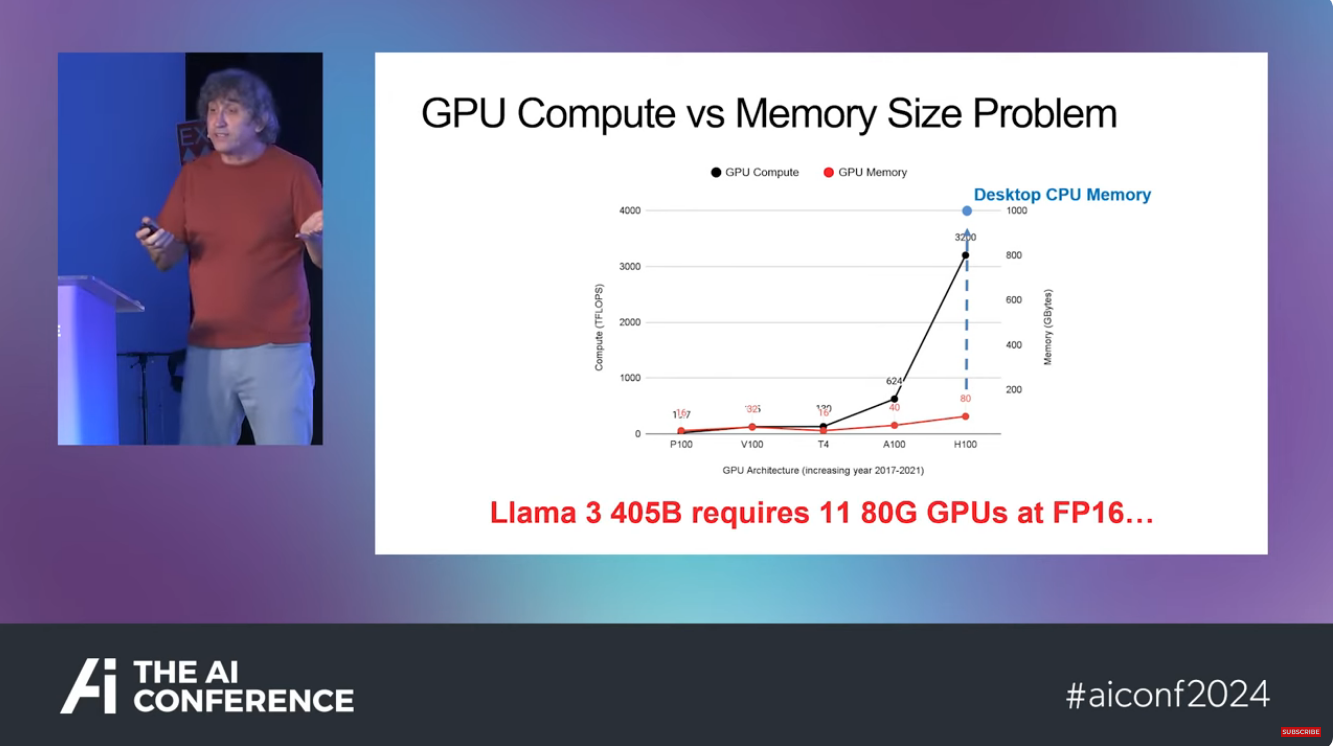 EX
GPU Compute vs Memory Size Problem
GPU Compute GPU Memory
Desktop CPU Memory
4000 1000
3200
3000 800
600
2000
400
1000 624 200
40 80
32
16
0
P100 V100 T4 A100 H100
Compute (TFLOPS)
Memory (GBytes)
GPU Architecture (increasing year 2017-2021)
Llama 3 405B requires 11 80G GPUs at FP16…
Ai THE AI
CONFERENCE
#aiconf2024
SUBSCRIBE